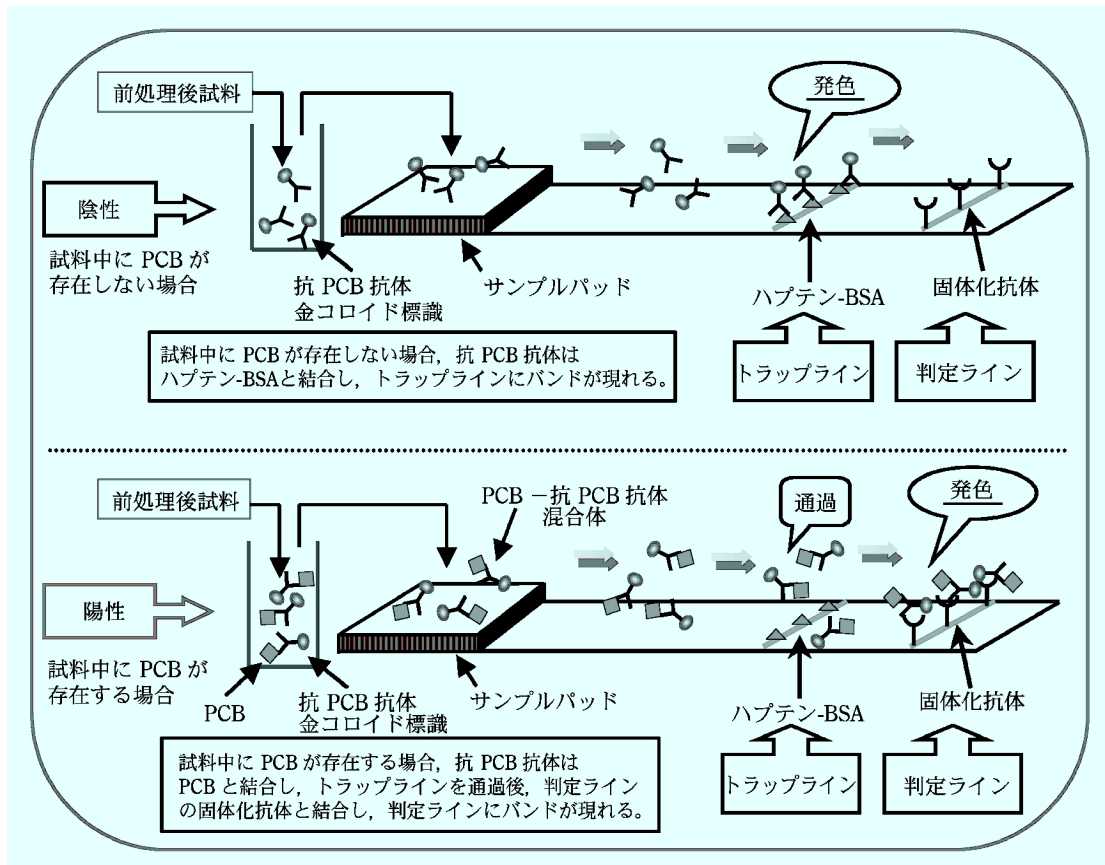 発色
前処理後試料
陰性
試料中に PCB が
存在しない場合
抗 PCB 抗体
金コロイド標識
サンプルパッド
ハプテン-BSA
固体化抗体
試料中に PCB が存在しない場合，抗 PCB 抗体は
ハプテン-BSAと結合し，トラップラインにバンドが現れる。
トラップライン
判定ライン
前処理後試料
PCB －抗 PCB 抗体
混合体
通過
発色
陽性
試料中に PCB が
存在する場合
PCB
抗 PCB 抗体
金コロイド標識
サンプルパッド
ハプテン-BSA
固体化抗体
試料中に PCB が存在する場合，抗 PCB 抗体は
PCB と結合し，トラップラインを通過後，判定ライン
の固体化抗体と結合し，判定ラインにバンドが現れる。
トラップライン
判定ライン